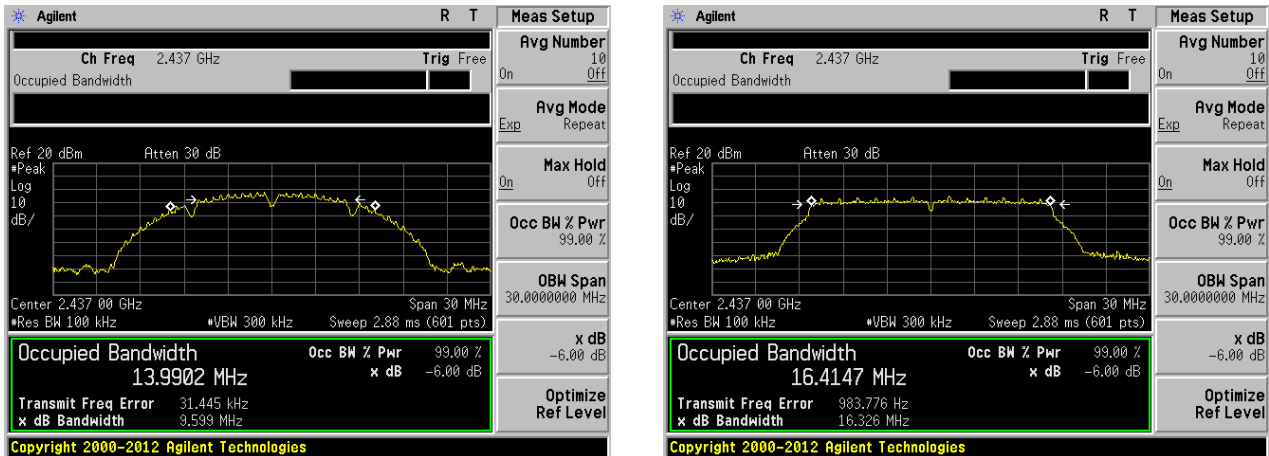 Agilent R T Meas Setup
Avg Number
10
On Off
Ch Freq 2.437 GHz Trig Free
Occupied Bandwidth
Avg Mode
Exp Repeat
Ref 20 dBm Atten 30 dB
#Peak
Log
10
dB/
Max Hold
On Off
Occ BW % Pwr
99.00 %
OBW Span
30.0000000 MHz
Center 2.437 00 GHz Span 30 MHz
#Res BW 100 kHz #VBW 300 kHz Sweep 2.88 ms (601 pts)
x dB
-6.00 dB
Optimize
Ref Level
Occupied Bandwidth Occ BW % Pwr 99.00 %
13.9902 MHz x dB -6.00 dB
Transmit Freq Error 31.445 kHz
x dB Bandwidth 9.599 MHz
Copyright 2000-2012 Agilent Technologies
Agilent R T Meas Setup
Avg Number
10
On Off
Ch Freq 2.437 GHz Trig Free
Occupied Bandwidth
Avg Mode
Exp Repeat
Ref 20 dBm Atten 30 dB
#Peak
Log
10
dB/
Max Hold
On Off
Occ BW % Pwr
99.00 %
OBW Span
30.0000000 MHz
Center 2.437 00 GHz Span 30 MHz
#Res BW 100 kHz #VBW 300 kHz Sweep 2.88 ms (601 pts)
x dB
-6.00 dB
Optimize
Ref Level
Occupied Bandwidth Occ BW % Pwr 99.00 %
16.4147 MHz x dB -6.00 dB
Transmit Freq Error 983.776 Hz
x dB Bandwidth 16.326 MHz
Copyright 2000-2012 Agilent Technologies